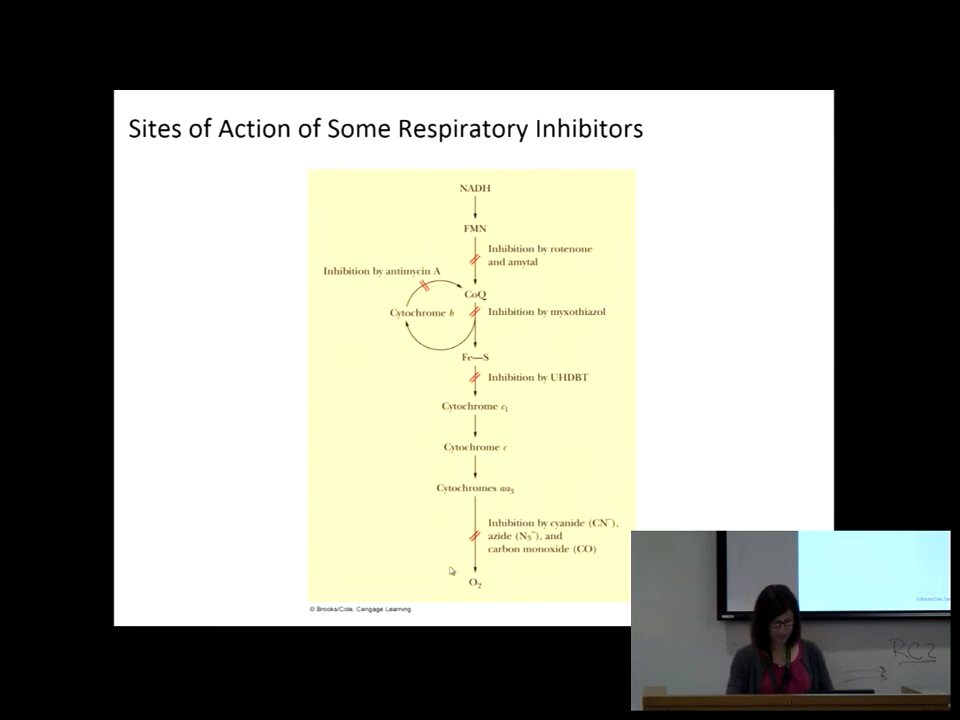 Sites of Action of Some Respiratory Inhibitors
NADH
FMN
Inhibition by rotenone
and amytal
Inhibition by antimycin A
CoQ
Cytochrome b
Inhibition by myxothiazol
Fe—S
Inhibition by UHDBT
Cytochrome c₁
Cytochrome c
Cytochromes aa₃
Inhibition by cyanide (CN⁻),
azide (N₃⁻), and
carbon monoxide (CO)
O₂
© Brooks/Cole, Cengage Learning
RC2